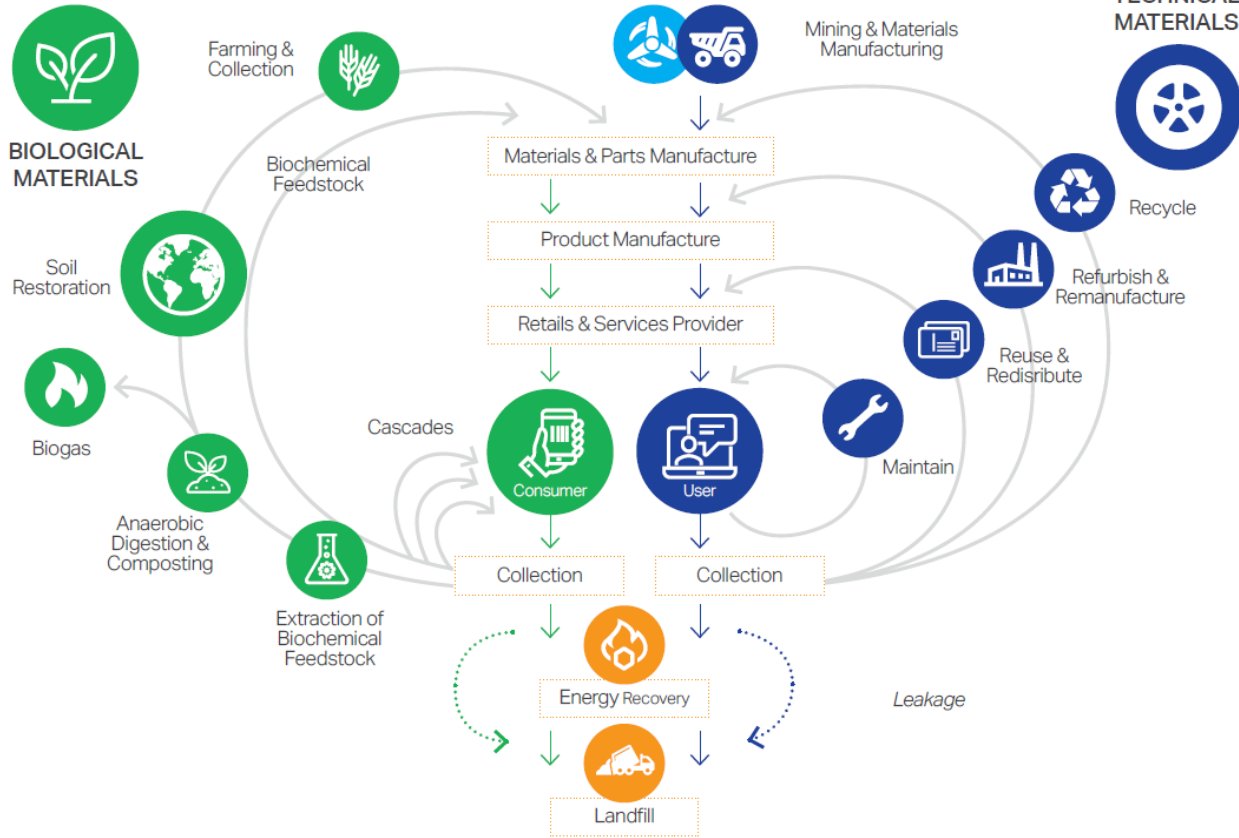 TECHNICAL
MATERIALS
Farming &
Collection
Mining & Materials
Manufacturing
BIOLOGICAL
MATERIALS
Materials & Parts Manufacture
Biochemical
Feedstock
Recycle
Product Manufacture
Soil
Restoration
Refurbish &
Remanufacture
Retails & Services Provider
Reuse &
Redisribute
Biogas
Cascades
Maintain
Consumer
User
Anaerobic
Digestion &
Composting
Collection
Collection
Extraction of
Biochemical
Feedstock
Energy Recovery
Leakage
Landfill